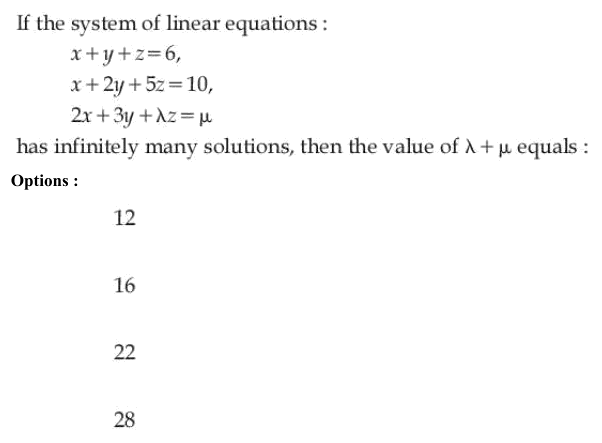 If the system of linear equations :
x+y+z=6,
x+2y+5z=10,
2x+3y+λz=μ
has infinitely many solutions, then the value of λ+μ equals :
Options :
12
16
22
28